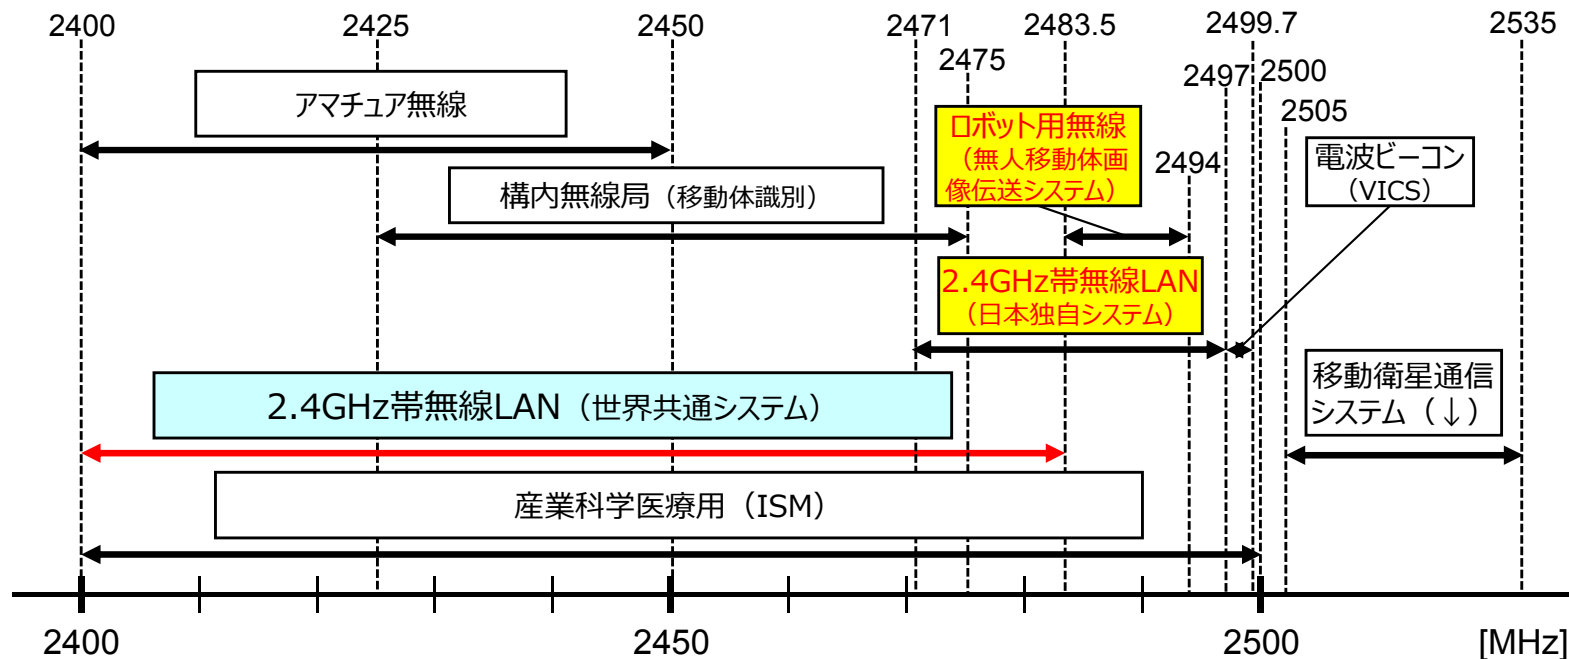 2400
2425
2450
2471
2483.5
2499.7
2535
2475
2497
2500
2505
アマチュア無線
ロボット用無線
（無人移動体画
像伝送システム）
2494
電波ビーコン
（VICS）
構内無線局（移動体識別）
2.4GHz帯無線LAN
（日本独自システム）
2.4GHz帯無線LAN（世界共通システム）
移動衛星通信
システム（↓）
産業科学医療用（ISM）
2400
2450
2500
[MHz]